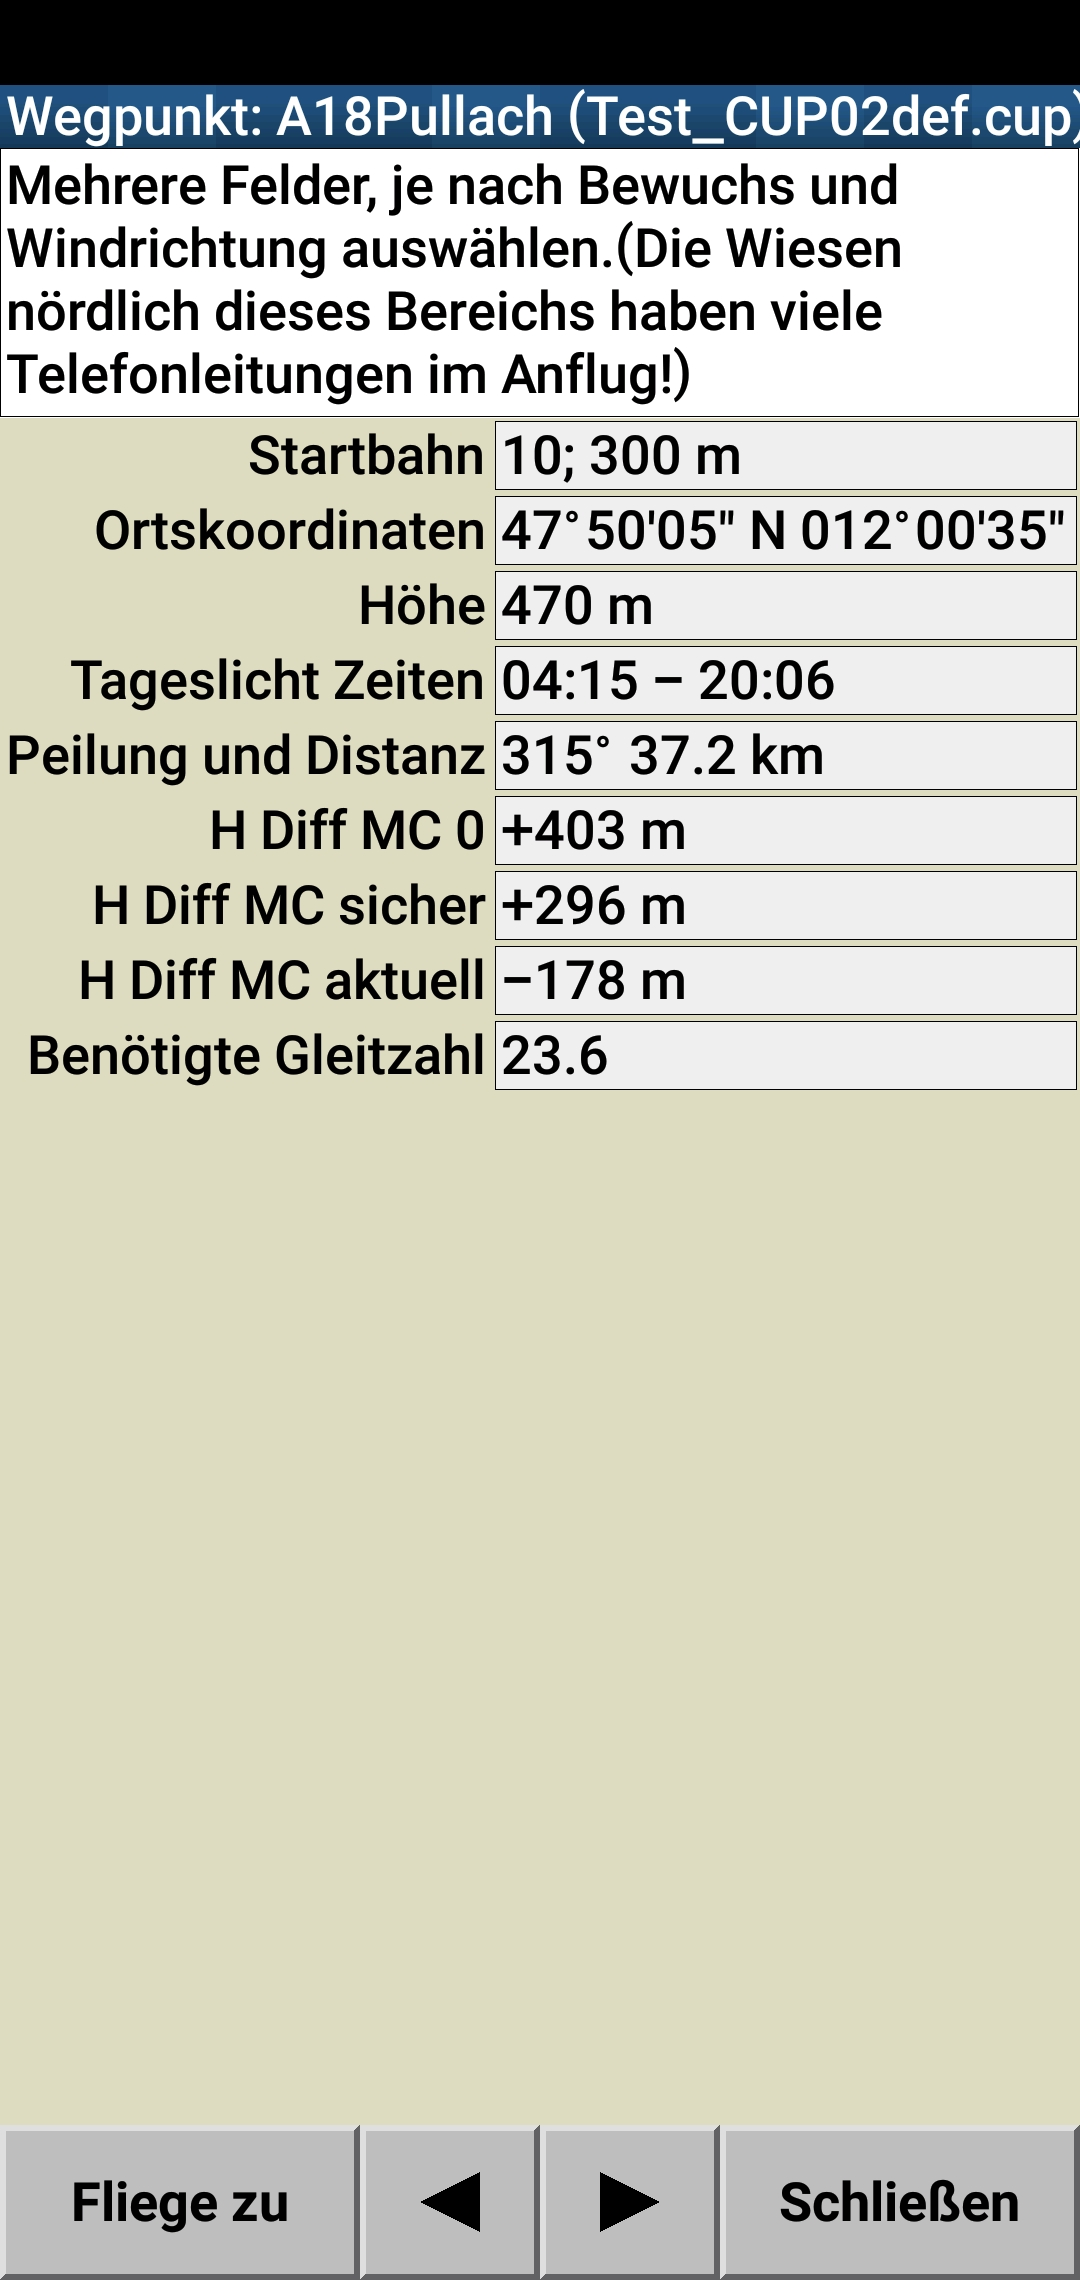 Wegpunkt: A18Pullach (Test_CUP02def.cup)
Mehrere Felder, je nach Bewuchs und
Windrichtung auswählen.(Die Wiesen
nördlich dieses Bereichs haben viele
Telefonleitungen im Anflug!)
Startbahn 10; 300 m
Ortskoordinaten 47°50'05" N 012°00'35"
Höhe 470 m
Tageslicht Zeiten 04:15 – 20:06
Peilung und Distanz 315° 37.2 km
H Diff MC 0 +403 m
H Diff MC sicher +296 m
H Diff MC aktuell –178 m
Benötigte Gleitzahl 23.6
Fliege zu Schließen